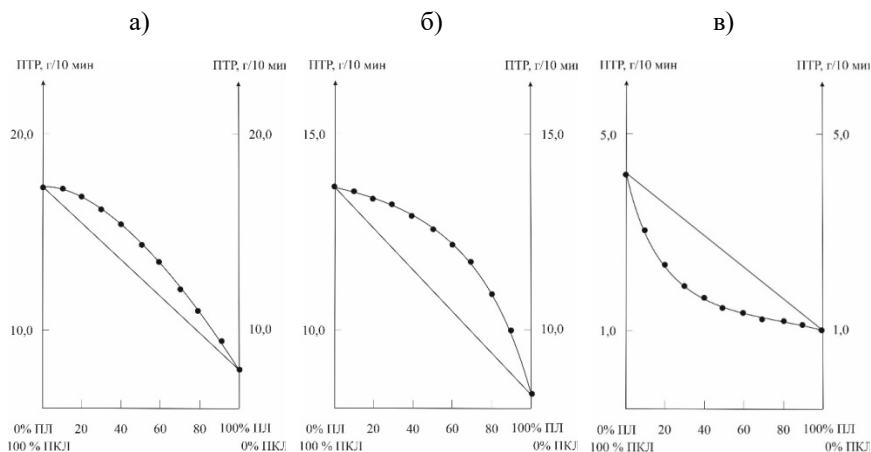 а) б) в)
ПТР, г/10 мин ПТР, г/10 мин ПТР, г/10 мин ПТР, г/10 мин ПТР, г/10 мин ПТР, г/10 мин
20,0 20,0 15,0 15,0 5,0 5,0
10,0 10,0 10,0 10,0 1,0 1,0
0% ПЛ 20 40 60 80 100% ПЛ 0% ПЛ 20 40 60 80 100% ПЛ 0% ПЛ 20 40 60 80 100% ПЛ
100 % ПКЛ 0% ПКЛ 100 % ПКЛ 0% ПКЛ 100 % ПКЛ 0% ПКЛ